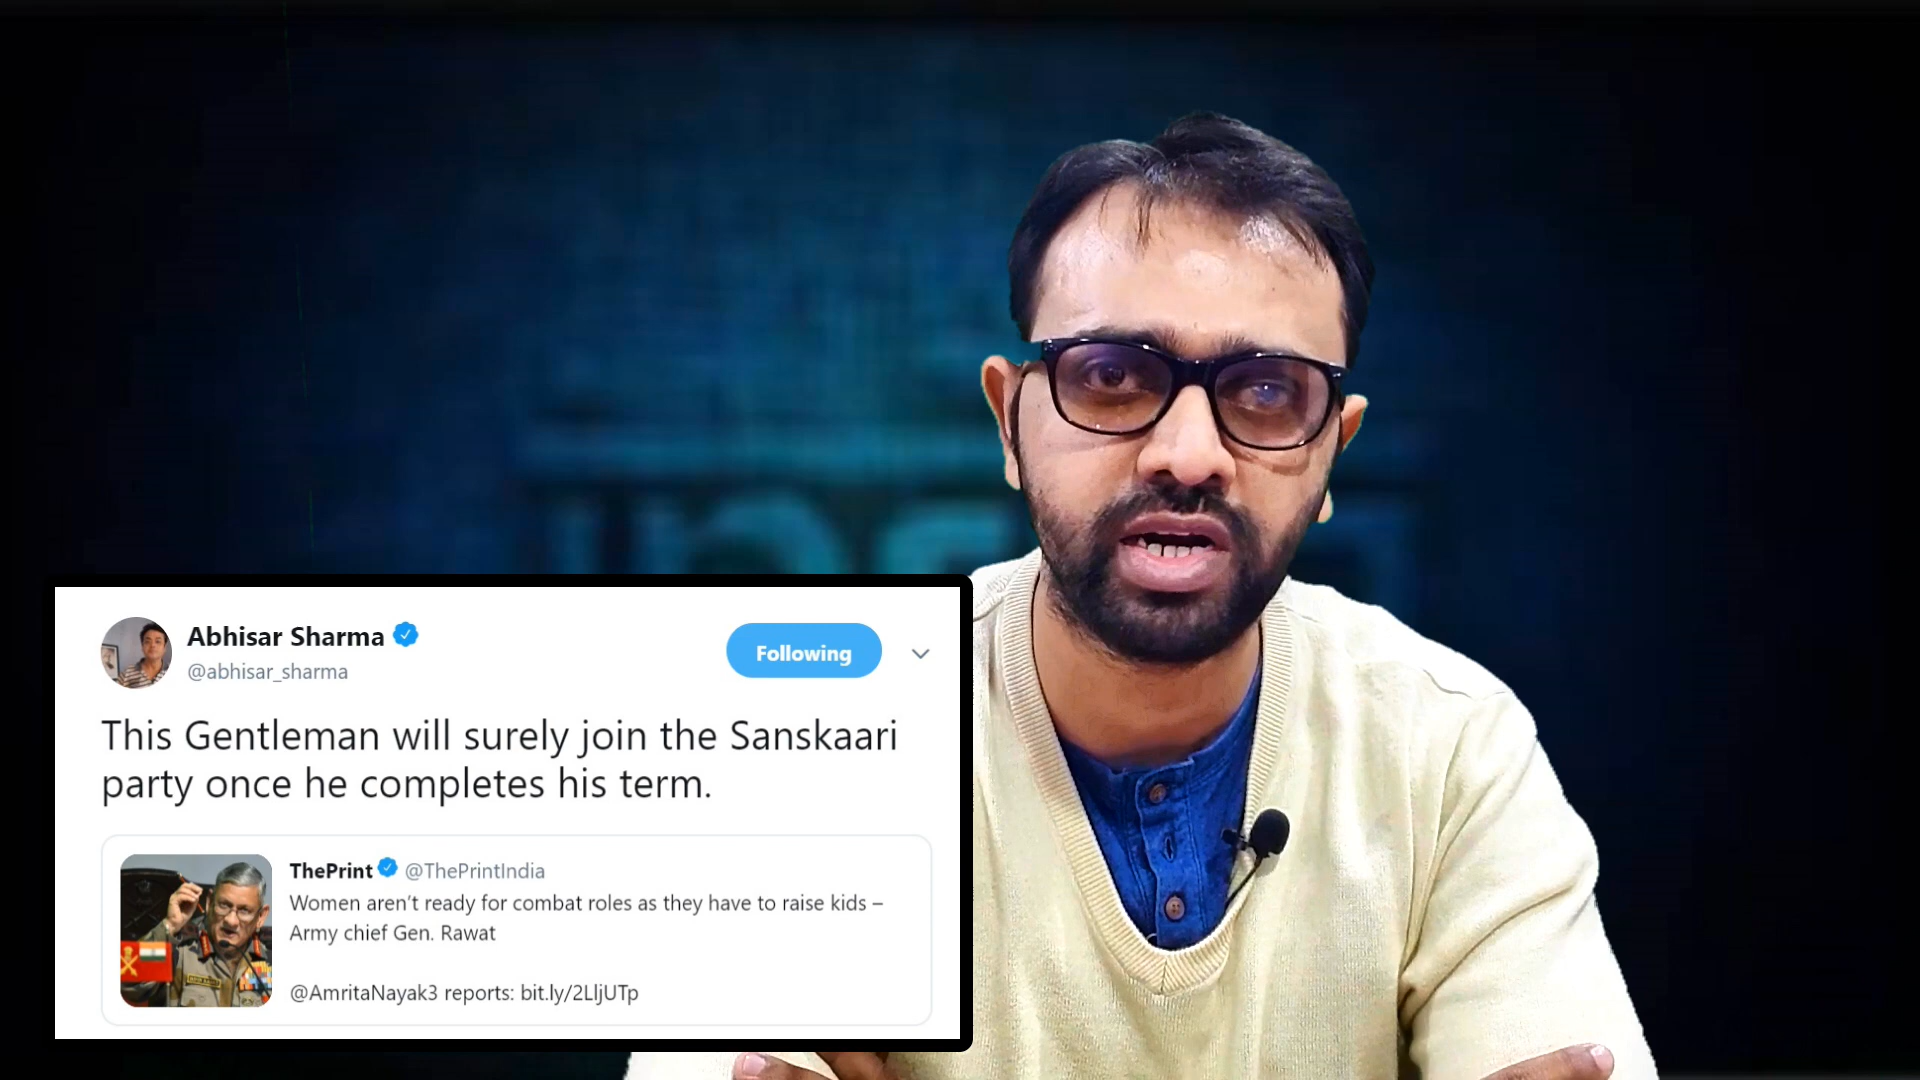 Abhisar Sharma
@abhisar_sharma
Following
This Gentleman will surely join the Sanskaari
party once he completes his term.
ThePrint @ThePrintIndia
Women aren't ready for combat roles as they have to raise kids –
Army chief Gen. Rawat
@AmritaNayak3 reports: bit.ly/2LljUTp